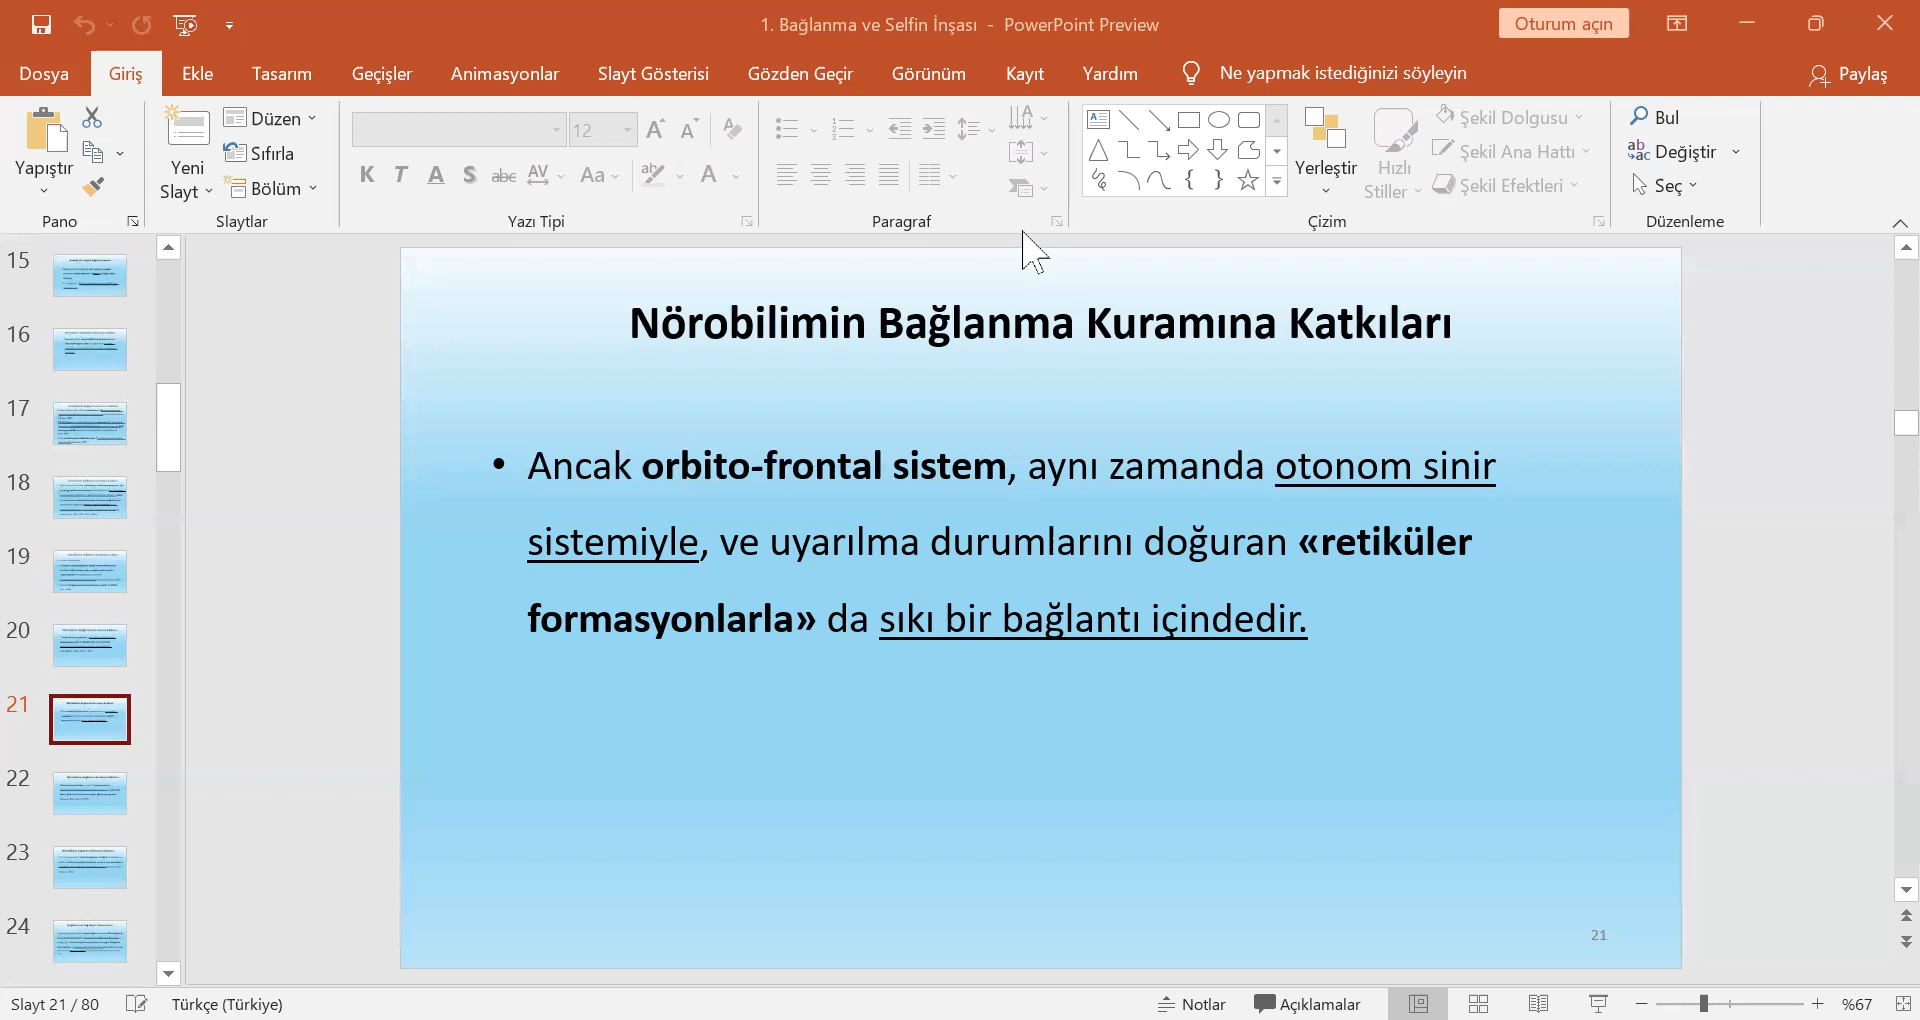 1. Bağlanma ve Selfin İnşası - PowerPoint Preview
Oturum açın
Dosya Giriş Ekle Tasarım Geçişler Animasyonlar Slayt Gösterisi Gözden Geçir Görünüm Kayıt Yardım Ne yapmak istediğinizi söyleyin Paylaş
Yapıştır
Pano
Yeni
Slayt
Düzen
Sıfırla
Bölüm
Slaytlar
12
K T A S abc AV Aa A
Yazı Tipi
Paragraf
Yerleştir
Hızlı
Stiller
Şekil Dolgusu
Şekil Ana Hattı
Şekil Efektleri
Çizim
Bul
Değiştir
Seç
Düzenleme
15
16
17
18
19
20
21
22
23
24
Nörobilimin Bağlanma Kuramına Katkıları
• Ancak orbito-frontal sistem, aynı zamanda otonom sinir
sistemiyle, ve uyarılma durumlarını doğuran «retiküler
formasyonlarla» da sıkı bir bağlantı içindedir.
21
Slayt 21 / 80 Türkçe (Türkiye) Notlar Açıklamalar %67